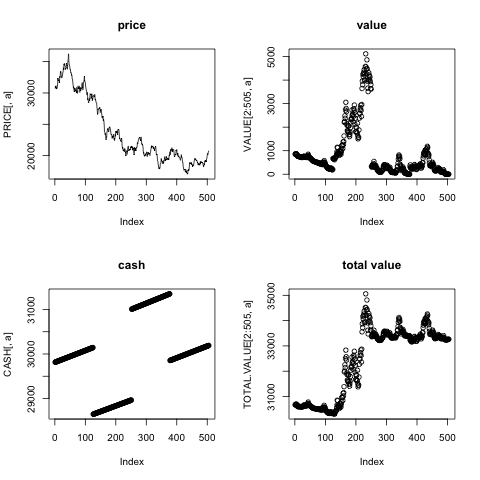 price
PRICE[, a]
20000
30000
0 100 200 300 400 500
Index
value
VALUE[2:505, a]
0 1000
3000
5000
0 100 200 300 400 500
Index
cash
CASH[, a]
29000
30000
31000
0 100 200 300 400 500
Index
total value
TOTAL.VALUE[2:505, a]
31000
33000
35000
0 100 200 300 400 500
Index